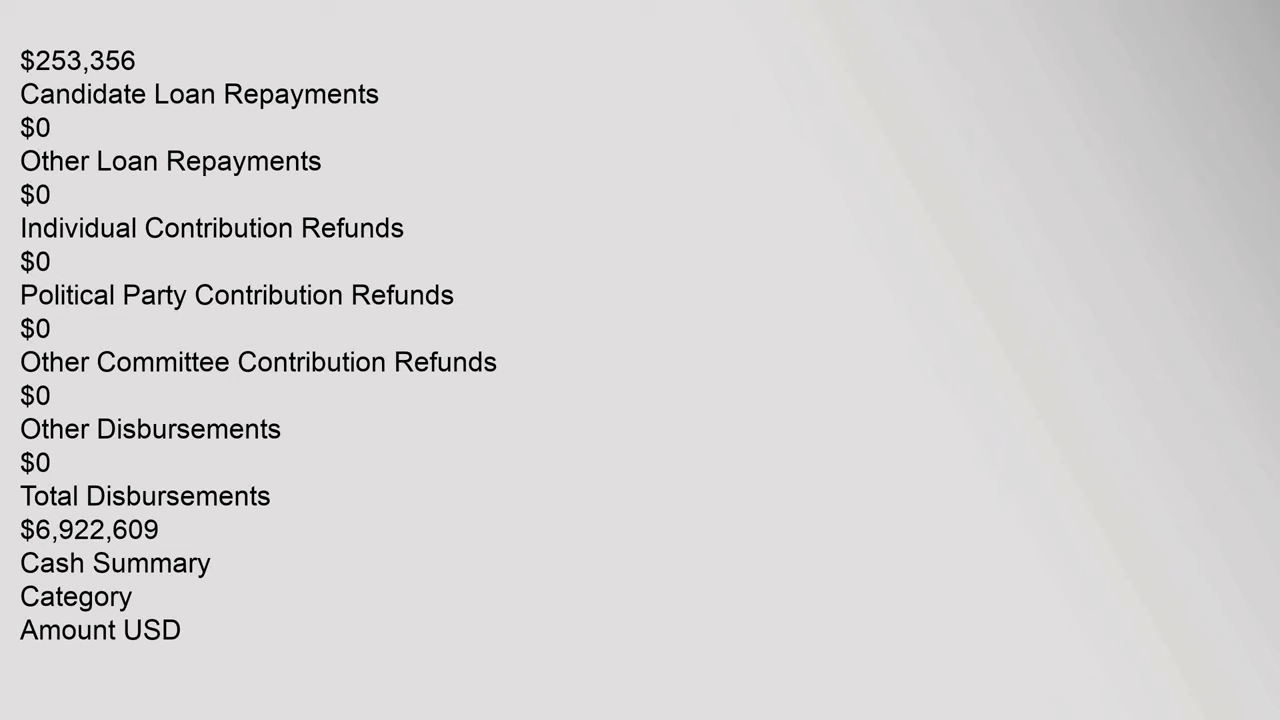 $253,356
Candidate Loan Repayments
$0
Other Loan Repayments
$0
Individual Contribution Refunds
$0
Political Party Contribution Refunds
$0
Other Committee Contribution Refunds
$0
Other Disbursements
$0
Total Disbursements
$6,922,609
Cash Summary
Category
Amount USD